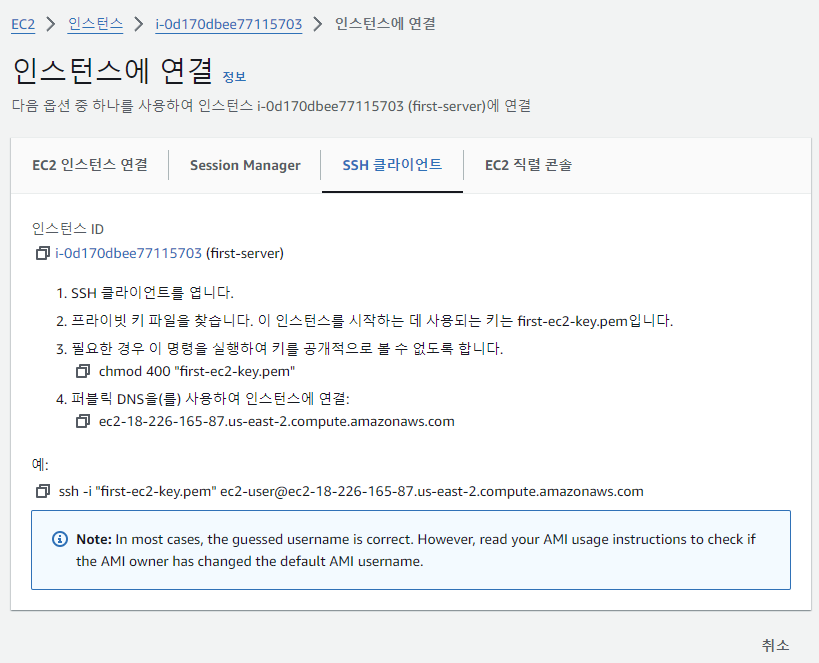 EC2 > 인스턴스 > i-0d170dbee77115703 > 인스턴스에 연결
인스턴스에 연결 정보
다음 옵션 중 하나를 사용하여 인스턴스 i-0d170dbee77115703 (first-server)에 연결
EC2 인스턴스 연결 Session Manager SSH 클라이언트 EC2 직렬 콘솔
인스턴스 ID
i-0d170dbee77115703 (first-server)
1. SSH 클라이언트를 엽니다.
2. 프라이빗 키 파일을 찾습니다. 이 인스턴스를 시작하는 데 사용되는 키는 first-ec2-key.pem입니다.
3. 필요한 경우 이 명령을 실행하여 키를 공개적으로 볼 수 없도록 합니다.
chmod 400 "first-ec2-key.pem"
4. 퍼블릭 DNS을(를) 사용하여 인스턴스에 연결:
ec2-18-226-165-87.us-east-2.compute.amazonaws.com
예:
ssh -i "first-ec2-key.pem" ec2-user@ec2-18-226-165-87.us-east-2.compute.amazonaws.com
Note: In most cases, the guessed username is correct. However, read your AMI usage instructions to check if
the AMI owner has changed the default AMI username.
취소